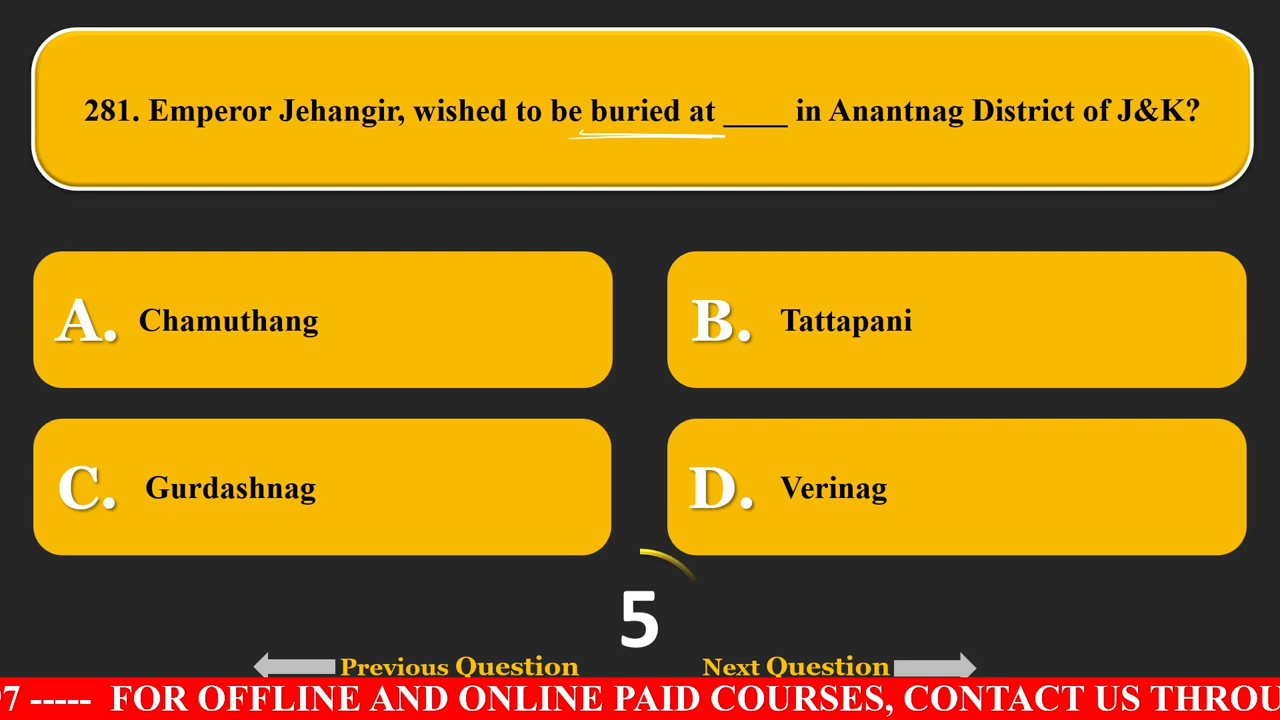 281. Emperor Jehangir, wished to be buried at ____ in Anantnag District of J&K?
A. Chamuthang
B. Tattapani
C. Gurdashnag
D. Verinag
5
Previous Question
Next Question
97 ----- FOR OFFLINE AND ONLINE PAID COURSES, CONTACT US THROU